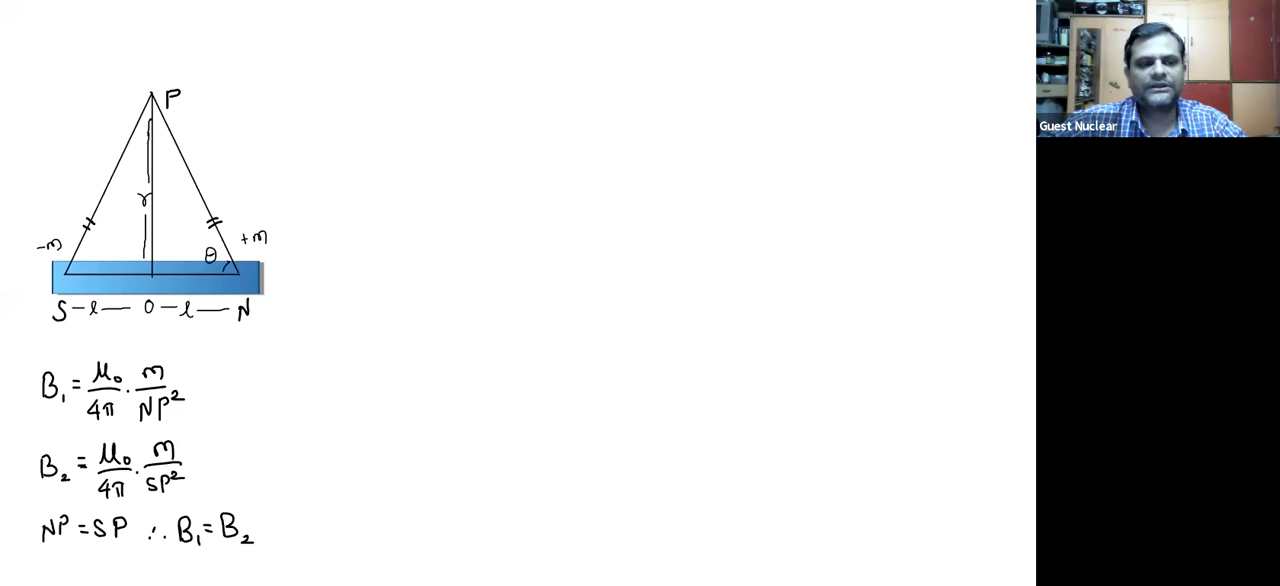 P
r
-m
+m
θ
S - l - O - l - N
B₁ = μ₀/4π · m/NP²
B₂ = μ₀/4π · m/SP²
NP = SP ∴ B₁ = B₂
Guest Nuclear